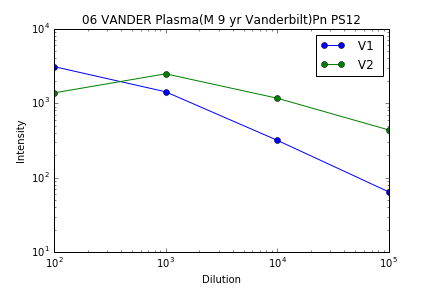 06 VANDER Plasma(M 9 yr Vanderbilt)Pn PS12
10^4
10^3
10^2
10^1
Intensity
V1
V2
10^2 10^3 10^4 10^5
Dilution